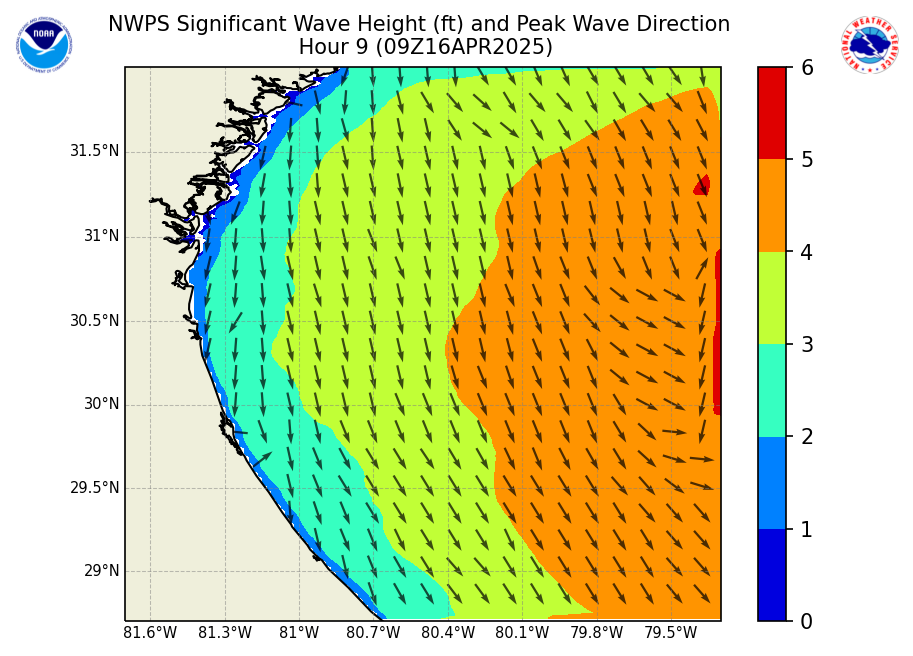 NWPS Significant Wave Height (ft) and Peak Wave Direction
Hour 9 (09Z16APR2025)
NOAA
NATIONAL WEATHER SERVICE
31.5°N
31°N
30.5°N
30°N
29.5°N
29°N
81.6°W 81.3°W 81°W 80.7°W 80.4°W 80.1°W 79.8°W 79.5°W
6
5
4
3
2
1
0